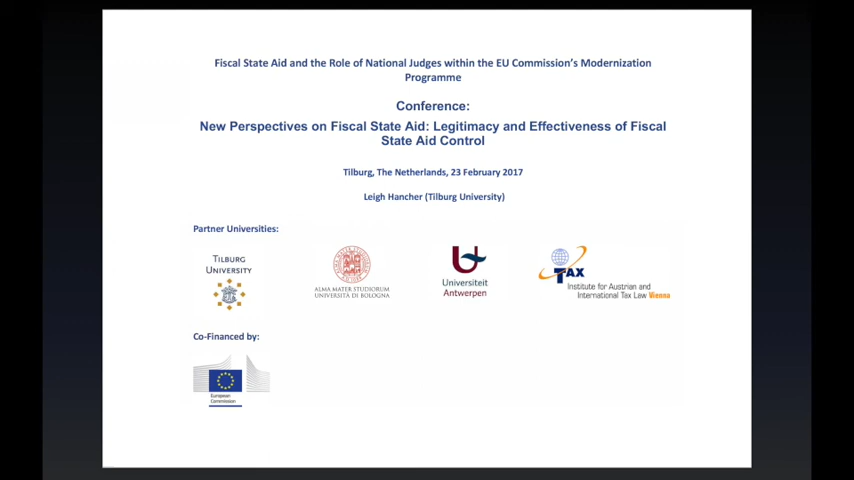 Fiscal State Aid and the Role of National Judges within the EU Commission's Modernization
Programme
Conference:
New Perspectives on Fiscal State Aid: Legitimacy and Effectiveness of Fiscal
State Aid Control
Tilburg, The Netherlands, 23 February 2017
Leigh Hancher (Tilburg University)
Partner Universities:
TILBURG
UNIVERSITY
ALMA MATER STUDIORUM
UNIVERSITÀ DI BOLOGNA
Universiteit
Antwerpen
TAX
Institute for Austrian and
International Tax Law Vienna
Co-Financed by:
European
Commission